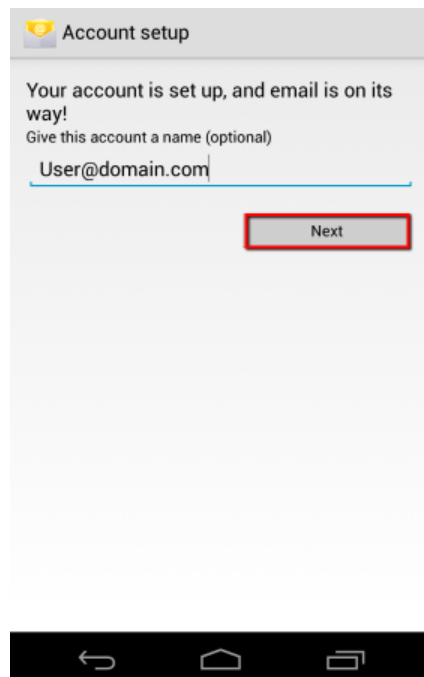 Account setup
Your account is set up, and email is on its
way!
Give this account a name (optional)
User@domain.com
Next